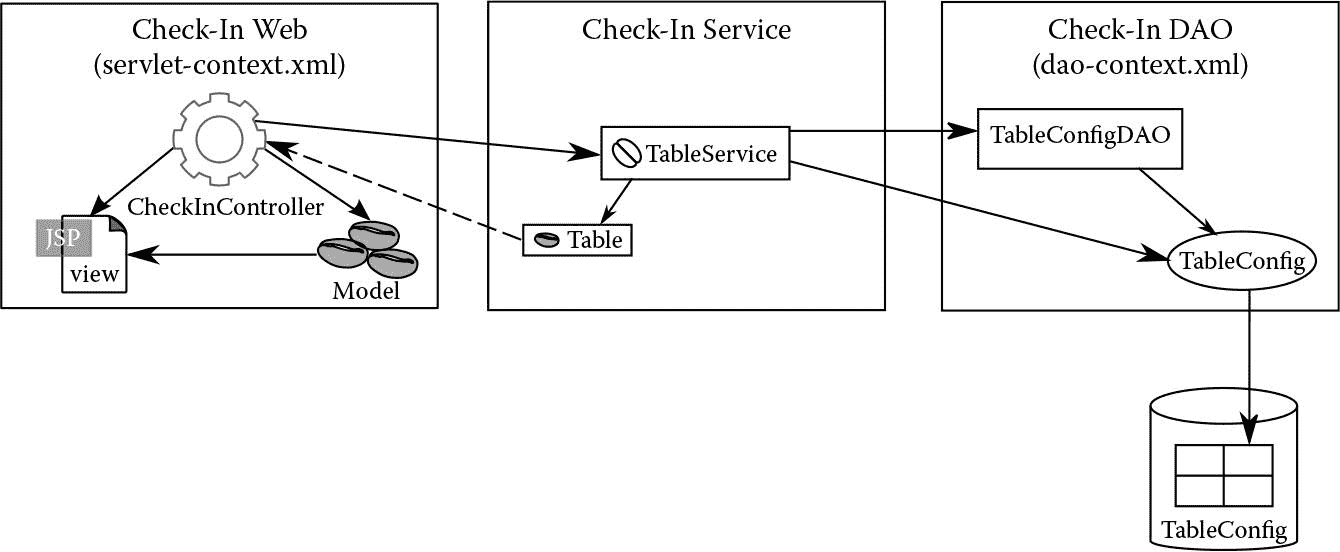 Check-In Web
(servlet-context.xml)
CheckInController
JSP
view
Model
Check-In Service
TableService
Table
Check-In DAO
(dao-context.xml)
TableConfigDAO
TableConfig
TableConfig